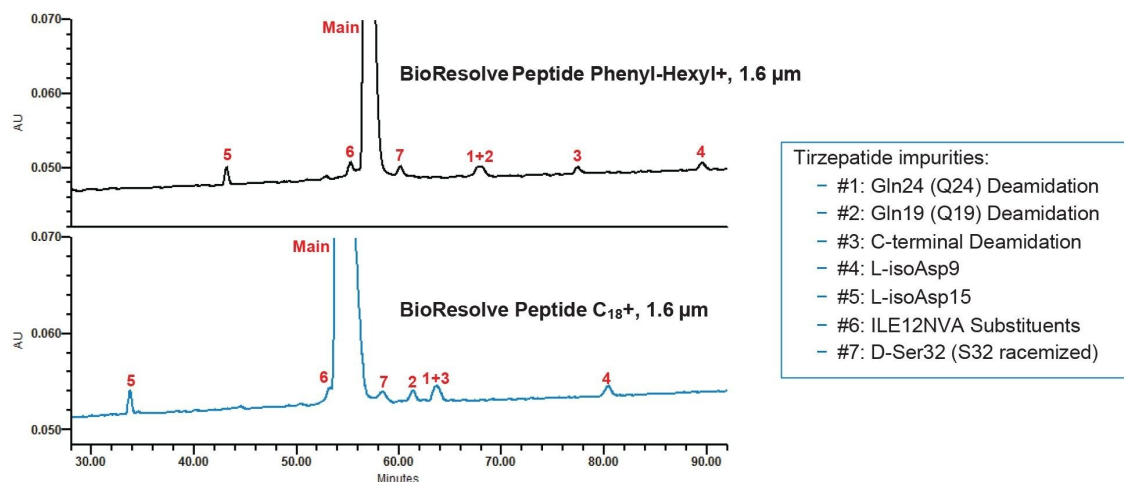 0.070
Main
BioResolve Peptide Phenyl-Hexyl+, 1.6 µm
0.060
AU
5
6
7
1+2
3
4
0.050
0.070
Main
BioResolve Peptide C₁₈+, 1.6 µm
0.060
AU
5
6
7
2
1+3
4
0.050
30.00 40.00 50.00 60.00 70.00 80.00 90.00
Minutes
Tirzepatide impurities:
– #1: Gln24 (Q24) Deamidation
– #2: Gln19 (Q19) Deamidation
– #3: C-terminal Deamidation
– #4: L-isoAsp9
– #5: L-isoAsp15
– #6: ILE12NVA Substituents
– #7: D-Ser32 (S32 racemized)